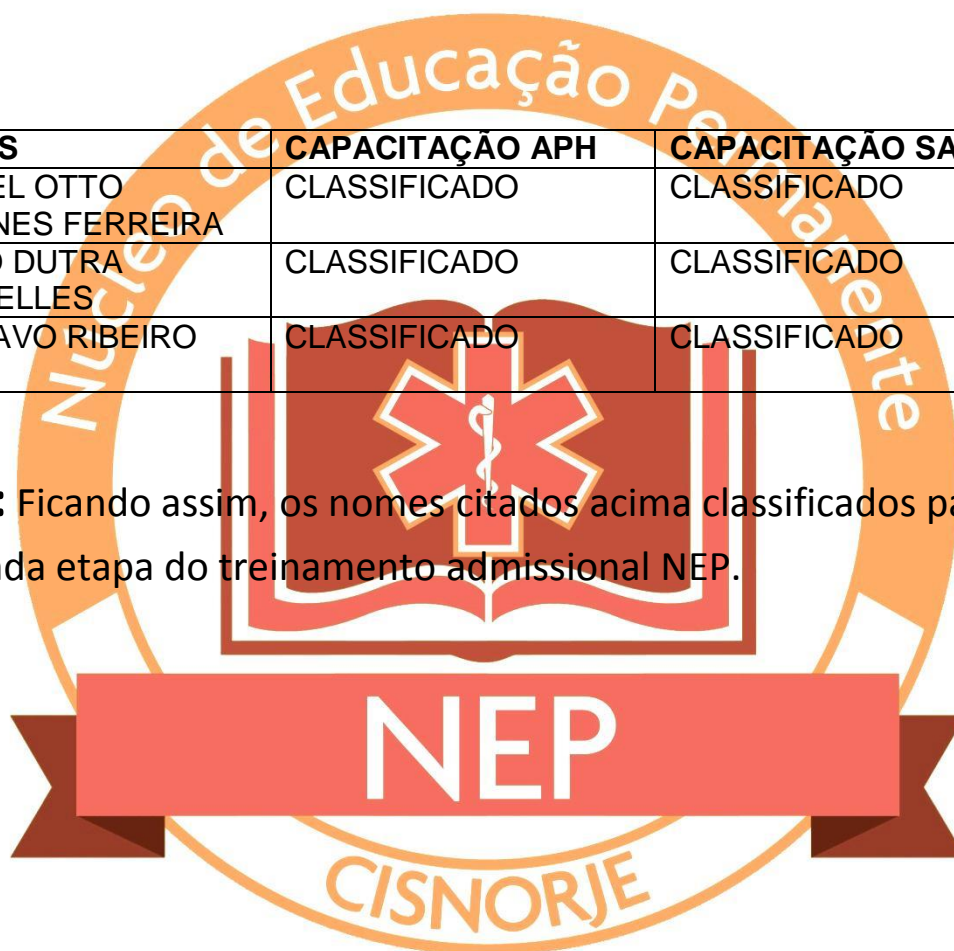 Núcleo de Educação Permanente
S CAPACITAÇÃO APH CAPACITAÇÃO SA
EL OTTO CLASSIFICADO CLASSIFICADO
NES FERREIRA
O DUTRA CLASSIFICADO CLASSIFICADO
ELLES
AVO RIBEIRO CLASSIFICADO CLASSIFICADO
: Ficando assim, os nomes citados acima classificados pa
da etapa do treinamento admissional NEP.
NEP
CISNORJE